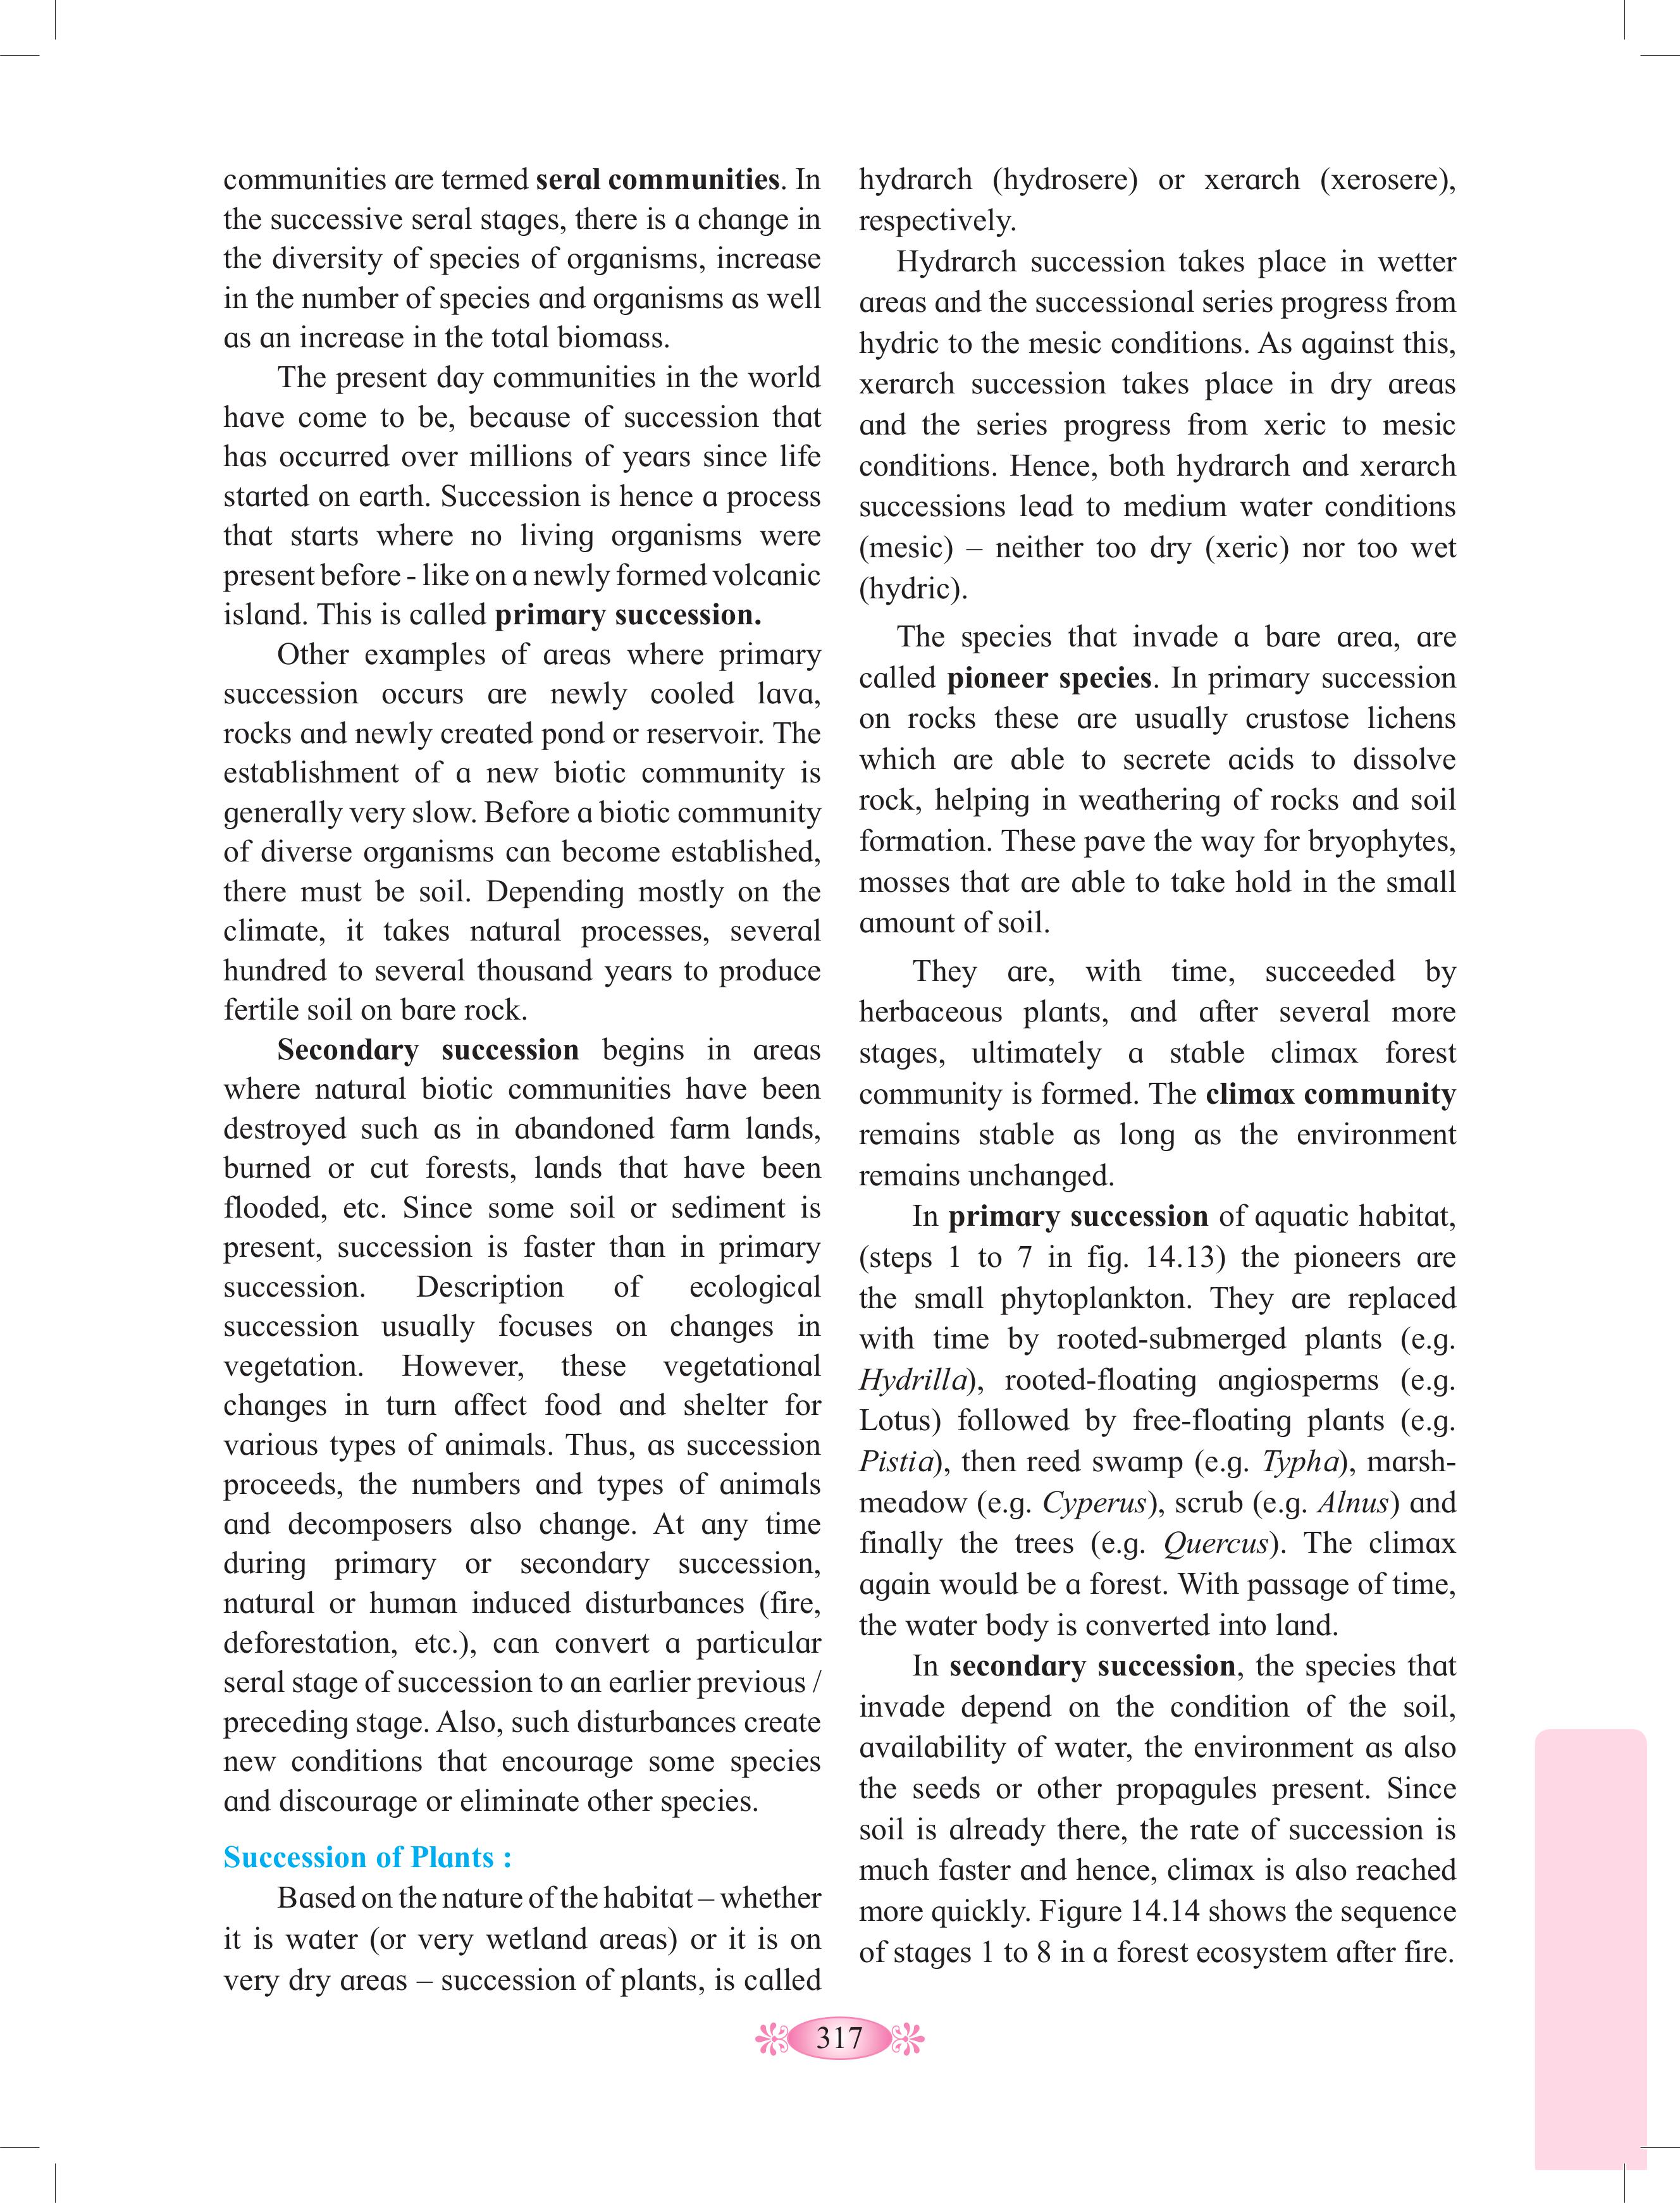 communities are termed seral communities. In
the successive seral stages, there is a change in
the diversity of species of organisms, increase
in the number of species and organisms as well
as an increase in the total biomass.
The present day communities in the world
have come to be, because of succession that
has occurred over millions of years since life
started on earth. Succession is hence a process
that starts where no living organisms were
present before - like on a newly formed volcanic
island. This is called primary succession.
Other examples of areas where primary
succession occurs are newly cooled lava,
rocks and newly created pond or reservoir. The
establishment of a new biotic community is
generally very slow. Before a biotic community
of diverse organisms can become established,
there must be soil. Depending mostly on the
climate, it takes natural processes, several
hundred to several thousand years to produce
fertile soil on bare rock.
Secondary succession begins in areas
where natural biotic communities have been
destroyed such as in abandoned farm lands,
burned or cut forests, lands that have been
flooded, etc. Since some soil or sediment is
present, succession is faster than in primary
succession. Description of ecological
succession usually focuses on changes in
vegetation. However, these vegetational
changes in turn affect food and shelter for
various types of animals. Thus, as succession
proceeds, the numbers and types of animals
and decomposers also change. At any time
during primary or secondary succession,
natural or human induced disturbances (fire,
deforestation, etc.), can convert a particular
seral stage of succession to an earlier previous /
preceding stage. Also, such disturbances create
new conditions that encourage some species
and discourage or eliminate other species.
Succession of Plants :
Based on the nature of the habitat – whether
it is water (or very wetland areas) or it is on
very dry areas – succession of plants, is called
hydrarch (hydrosere) or xerarch (xerosere),
respectively.
Hydrarch succession takes place in wetter
areas and the successional series progress from
hydric to the mesic conditions. As against this,
xerarch succession takes place in dry areas
and the series progress from xeric to mesic
conditions. Hence, both hydrarch and xerarch
successions lead to medium water conditions
(mesic) – neither too dry (xeric) nor too wet
(hydric).
The species that invade a bare area, are
called pioneer species. In primary succession
on rocks these are usually crustose lichens
which are able to secrete acids to dissolve
rock, helping in weathering of rocks and soil
formation. These pave the way for bryophytes,
mosses that are able to take hold in the small
amount of soil.
They are, with time, succeeded by
herbaceous plants, and after several more
stages, ultimately a stable climax forest
community is formed. The climax community
remains stable as long as the environment
remains unchanged.
In primary succession of aquatic habitat,
(steps 1 to 7 in fig. 14.13) the pioneers are
the small phytoplankton. They are replaced
with time by rooted-submerged plants (e.g.
Hydrilla), rooted-floating angiosperms (e.g.
Lotus) followed by free-floating plants (e.g.
Pistia), then reed swamp (e.g. Typha), marsh-
meadow (e.g. Cyperus), scrub (e.g. Alnus) and
finally the trees (e.g. Quercus). The climax
again would be a forest. With passage of time,
the water body is converted into land.
In secondary succession, the species that
invade depend on the condition of the soil,
availability of water, the environment as also
the seeds or other propagules present. Since
soil is already there, the rate of succession is
much faster and hence, climax is also reached
more quickly. Figure 14.14 shows the sequence
of stages 1 to 8 in a forest ecosystem after fire.
317